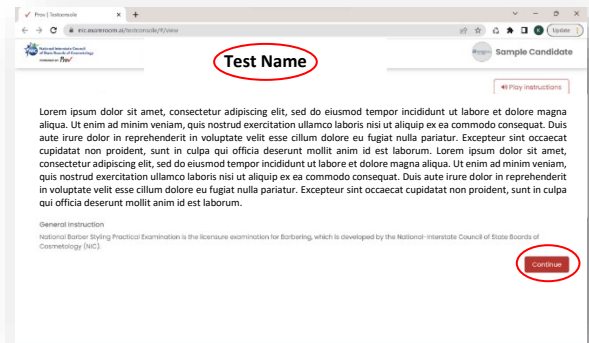 Prov | Testconsole
nic.examroom.ai/testconsole/#/view
Update
National Interstate Council
of State Boards of Cosmetology
POWERED BY Prov
Test Name
Sample Candidate
Play Instructions
Lorem ipsum dolor sit amet, consectetur adipiscing elit, sed do eiusmod tempor incididunt ut labore et dolore magna
aliqua. Ut enim ad minim veniam, quis nostrud exercitation ullamco laboris nisi ut aliquip ex ea commodo consequat. Duis
aute irure dolor in reprehenderit in voluptate velit esse cillum dolore eu fugiat nulla pariatur. Excepteur sint occaecat
cupidatat non proident, sunt in culpa qui officia deserunt mollit anim id est laborum. Lorem ipsum dolor sit amet,
consectetur adipiscing elit, sed do eiusmod tempor incididunt ut labore et dolore magna aliqua. Ut enim ad minim veniam,
quis nostrud exercitation ullamco laboris nisi ut aliquip ex ea commodo consequat. Duis aute irure dolor in reprehenderit
in voluptate velit esse cillum dolore eu fugiat nulla pariatur. Excepteur sint occaecat cupidatat non proident, sunt in culpa
qui officia deserunt mollit anim id est laborum.
General Instruction
National Barber Styling Practical Examination is the licensure examination for Barbering, which is developed by the National-Interstate Council of State Boards of
Cosmetology (NIC).
Continue